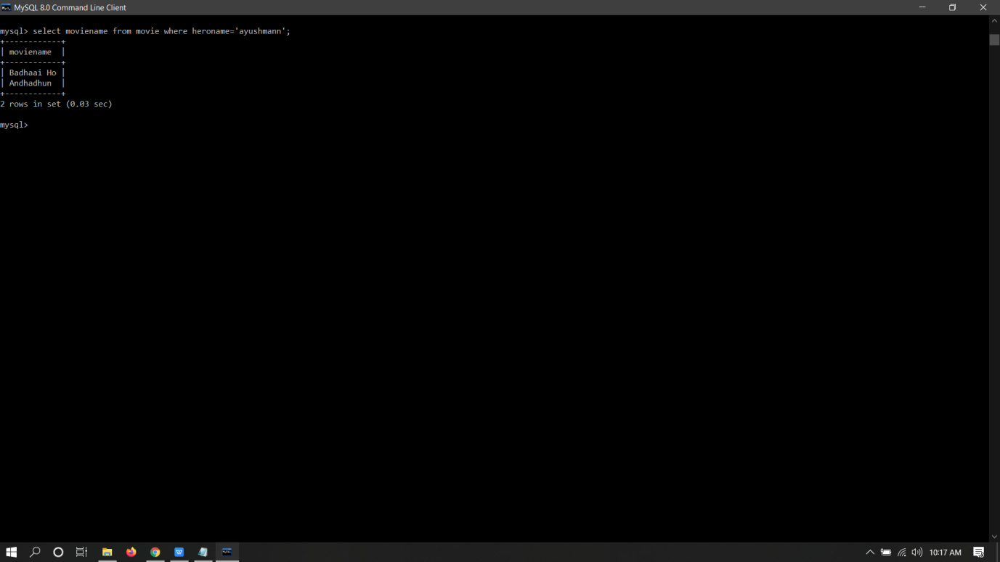 MySQL 8.0 Command Line Client
mysql> select moviename from movie where heroname='ayushmann';
+------------+
| moviename  |
+------------+
| Badhaai Ho |
| Andhadhun  |
+------------+
2 rows in set (0.03 sec)
mysql>
10:17 AM